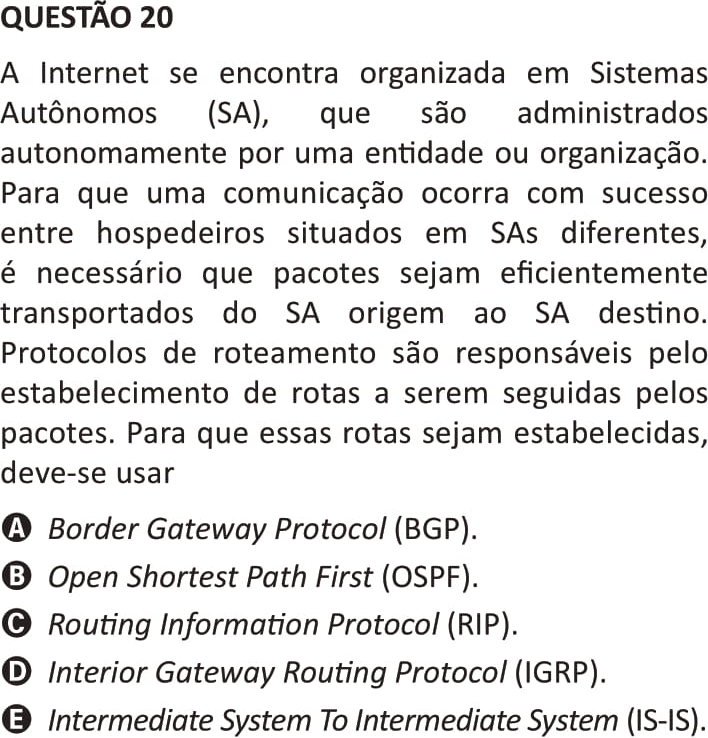 QUESTÃO 20
A Internet se encontra organizada em Sistemas
Autônomos (SA), que são administrados
autonomamente por uma entidade ou organização.
Para que uma comunicação ocorra com sucesso
entre hospedeiros situados em SAs diferentes,
é necessário que pacotes sejam eficientemente
transportados do SA origem ao SA destino.
Protocolos de roteamento são responsáveis pelo
estabelecimento de rotas a serem seguidas pelos
pacotes. Para que essas rotas sejam estabelecidas,
deve-se usar
A Border Gateway Protocol (BGP).
B Open Shortest Path First (OSPF).
C Routing Information Protocol (RIP).
D Interior Gateway Routing Protocol (IGRP).
E Intermediate System To Intermediate System (IS-IS).